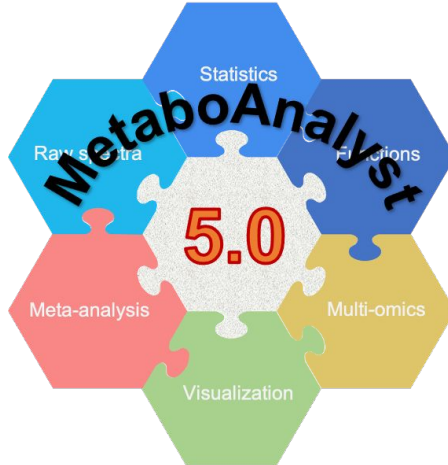 Statistics
MetaboAnalyst
Raw spectra
Functions
5.0
Meta-analysis
Multi-omics
Visualization